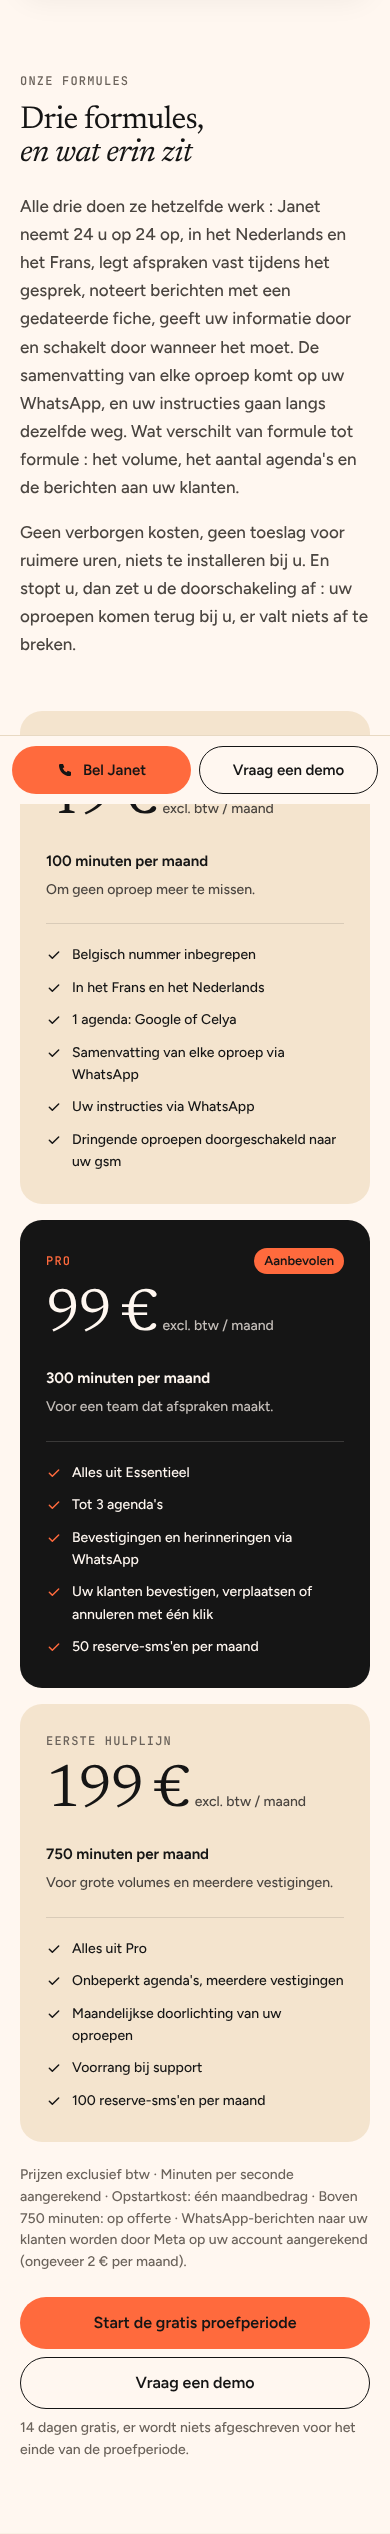 ONZE FORMULES
Drie formules,
en wat erin zit
Alle drie doen ze hetzelfde werk : Janet
neemt 24 u op 24 op, in het Nederlands en
het Frans, legt afspraken vast tijdens het
gesprek, noteert berichten met een
gedateerde fiche, geeft uw informatie door
en schakelt door wanneer het moet. De
samenvatting van elke oproep komt op uw
WhatsApp, en uw instructies gaan langs
dezelfde weg. Wat verschilt van formule tot
formule : het volume, het aantal agenda's en
de berichten aan uw klanten.
Geen verborgen kosten, geen toeslag voor
ruimere uren, niets te installeren bij u. En
stopt u, dan zet u de doorschakeling af : uw
oproepen komen terug bij u, er valt niets af te
breken.
Bel Janet
Vraag een demo
excl. btw / maand
100 minuten per maand
Om geen oproep meer te missen.
Belgisch nummer inbegrepen
In het Frans en het Nederlands
1 agenda: Google of Celya
Samenvatting van elke oproep via
WhatsApp
Uw instructies via WhatsApp
Dringende oproepen doorgeschakeld naar
uw gsm
PRO
Aanbevolen
99 € excl. btw / maand
300 minuten per maand
Voor een team dat afspraken maakt.
Alles uit Essentieel
Tot 3 agenda's
Bevestigingen en herinneringen via
WhatsApp
Uw klanten bevestigen, verplaatsen of
annuleren met één klik
50 reserve-sms'en per maand
EERSTE HULPLIJN
199 € excl. btw / maand
750 minuten per maand
Voor grote volumes en meerdere vestigingen.
Alles uit Pro
Onbeperkt agenda's, meerdere vestigingen
Maandelijkse doorlichting van uw
oproepen
Voorrang bij support
100 reserve-sms'en per maand
Prijzen exclusief btw · Minuten per seconde
aangerekend · Opstartkost: één maandbedrag · Boven
750 minuten: op offerte · WhatsApp-berichten naar uw
klanten worden door Meta op uw account aangerekend
(ongeveer 2 € per maand).
Start de gratis proefperiode
Vraag een demo
14 dagen gratis, er wordt niets afgeschreven voor het
einde van de proefperiode.